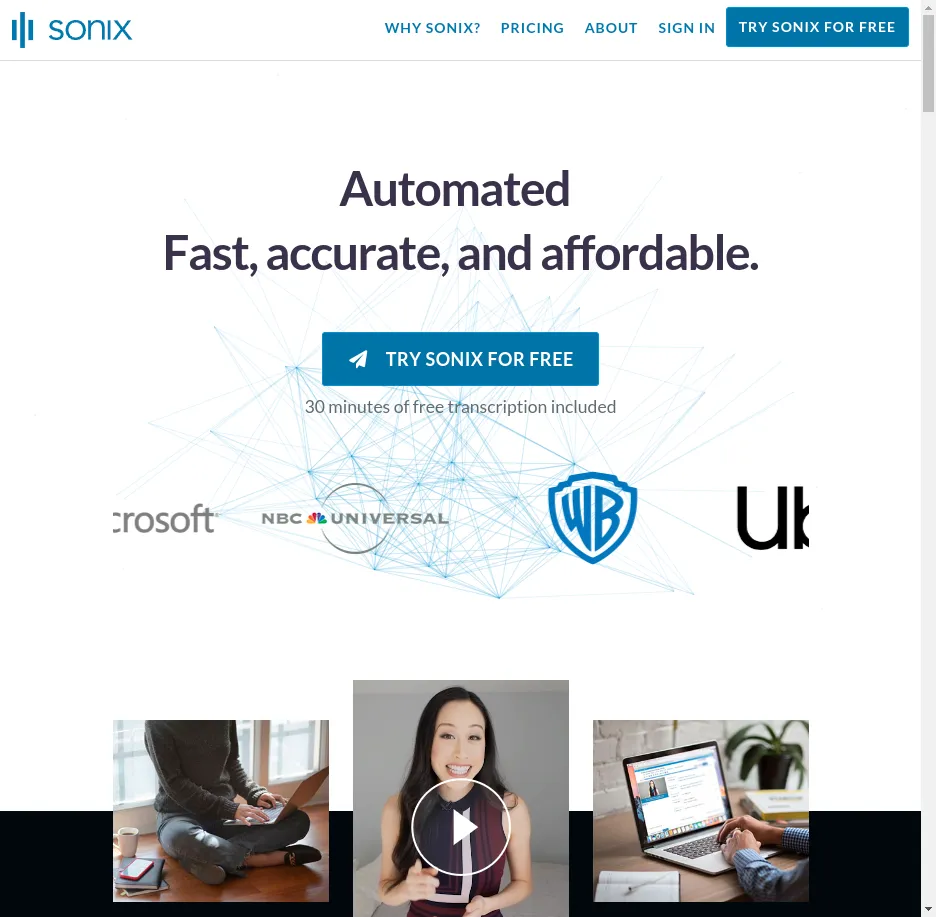 sonix
WHY SONIX?
PRICING
ABOUT
SIGN IN
TRY SONIX FOR FREE
Automated
Fast, accurate, and affordable.
TRY SONIX FOR FREE
30 minutes of free transcription included
crosoft
NBC UNIVERSAL
WB
Ub